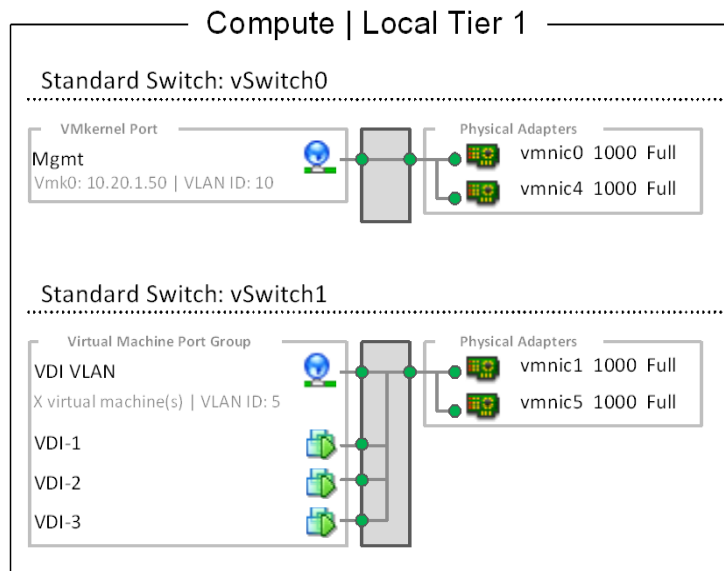 Compute | Local Tier 1
Standard Switch: vSwitch0
VMkernel Port
Physical Adapters
Mgmt
Vmk0: 10.20.1.50 | VLAN ID: 10
vmnic0 1000 Full
vmnic4 1000 Full
Standard Switch: vSwitch1
Virtual Machine Port Group
Physical Adapters
VDI VLAN
X virtual machine(s) | VLAN ID: 5
vmnic1 1000 Full
vmnic5 1000 Full
VDI-1
VDI-2
VDI-3